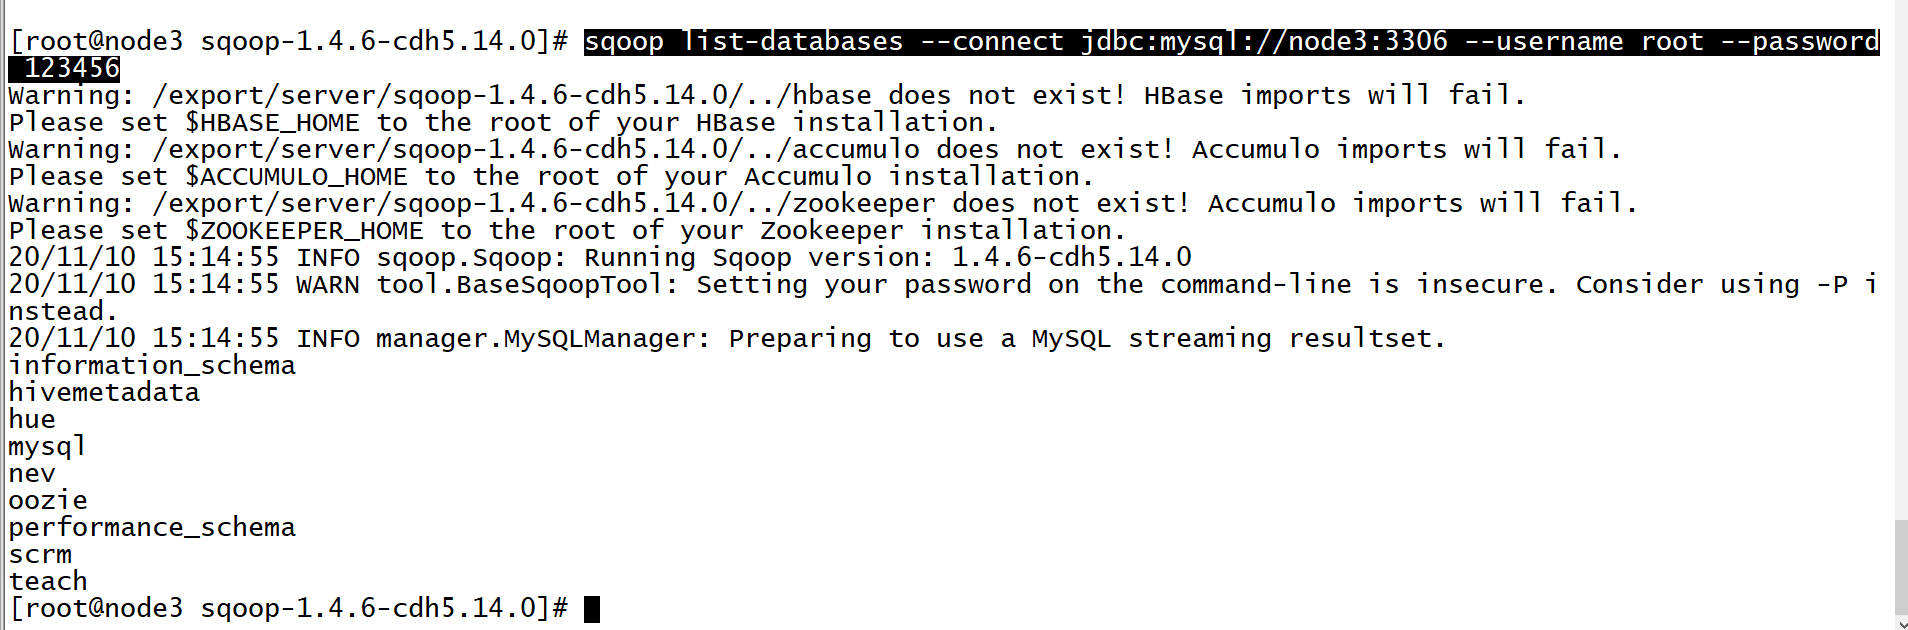 [root@node3 sqoop-1.4.6-cdh5.14.0]# sqoop list-databases --connect jdbc:mysql://node3:3306 --username root --password
 123456
Warning: /export/server/sqoop-1.4.6-cdh5.14.0/../hbase does not exist! HBase imports will fail.
Please set $HBASE_HOME to the root of your HBase installation.
Warning: /export/server/sqoop-1.4.6-cdh5.14.0/../accumulo does not exist! Accumulo imports will fail.
Please set $ACCUMULO_HOME to the root of your Accumulo installation.
Warning: /export/server/sqoop-1.4.6-cdh5.14.0/../zookeeper does not exist! Accumulo imports will fail.
Please set $ZOOKEEPER_HOME to the root of your Zookeeper installation.
20/11/10 15:14:55 INFO sqoop.Sqoop: Running Sqoop version: 1.4.6-cdh5.14.0
20/11/10 15:14:55 WARN tool.BaseSqoopTool: Setting your password on the command-line is insecure. Consider using -P i
nstead.
20/11/10 15:14:55 INFO manager.MySQLManager: Preparing to use a MySQL streaming resultset.
information_schema
hivemetadata
hue
mysql
nev
oozie
performance_schema
scrm
teach
[root@node3 sqoop-1.4.6-cdh5.14.0]#